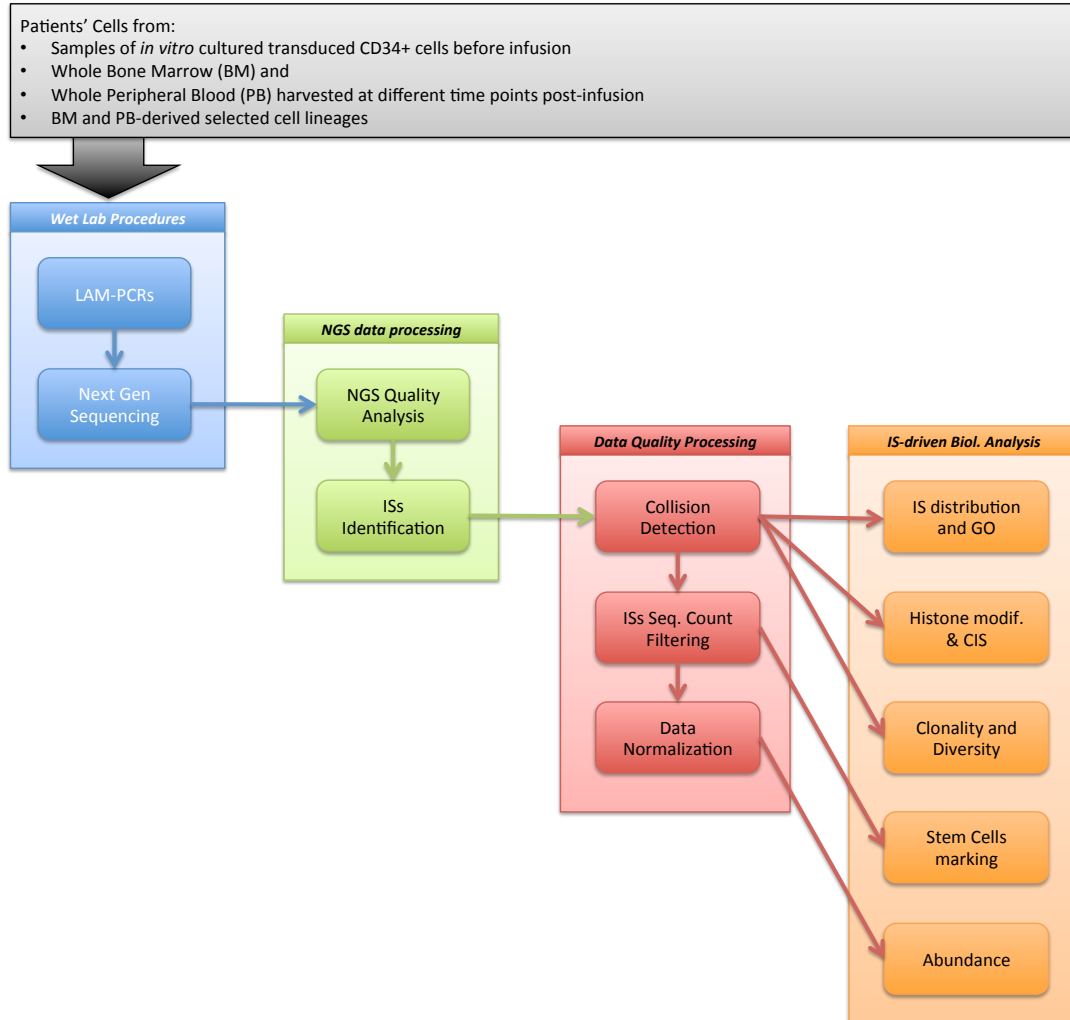 Patients' Cells from:
• Samples of in vitro cultured transduced CD34+ cells before infusion
• Whole Bone Marrow (BM) and
• Whole Peripheral Blood (PB) harvested at different time points post-infusion
• BM and PB-derived selected cell lineages
Wet Lab Procedures
LAM-PCRs
Next Gen
Sequencing
NGS data processing
NGS Quality
Analysis
ISs
Identification
Data Quality Processing
Collision
Detection
ISs Seq. Count
Filtering
Data
Normalization
IS-driven Biol. Analysis
IS distribution
and GO
Histone modif.
& CIS
Clonality and
Diversity
Stem Cells
marking
Abundance